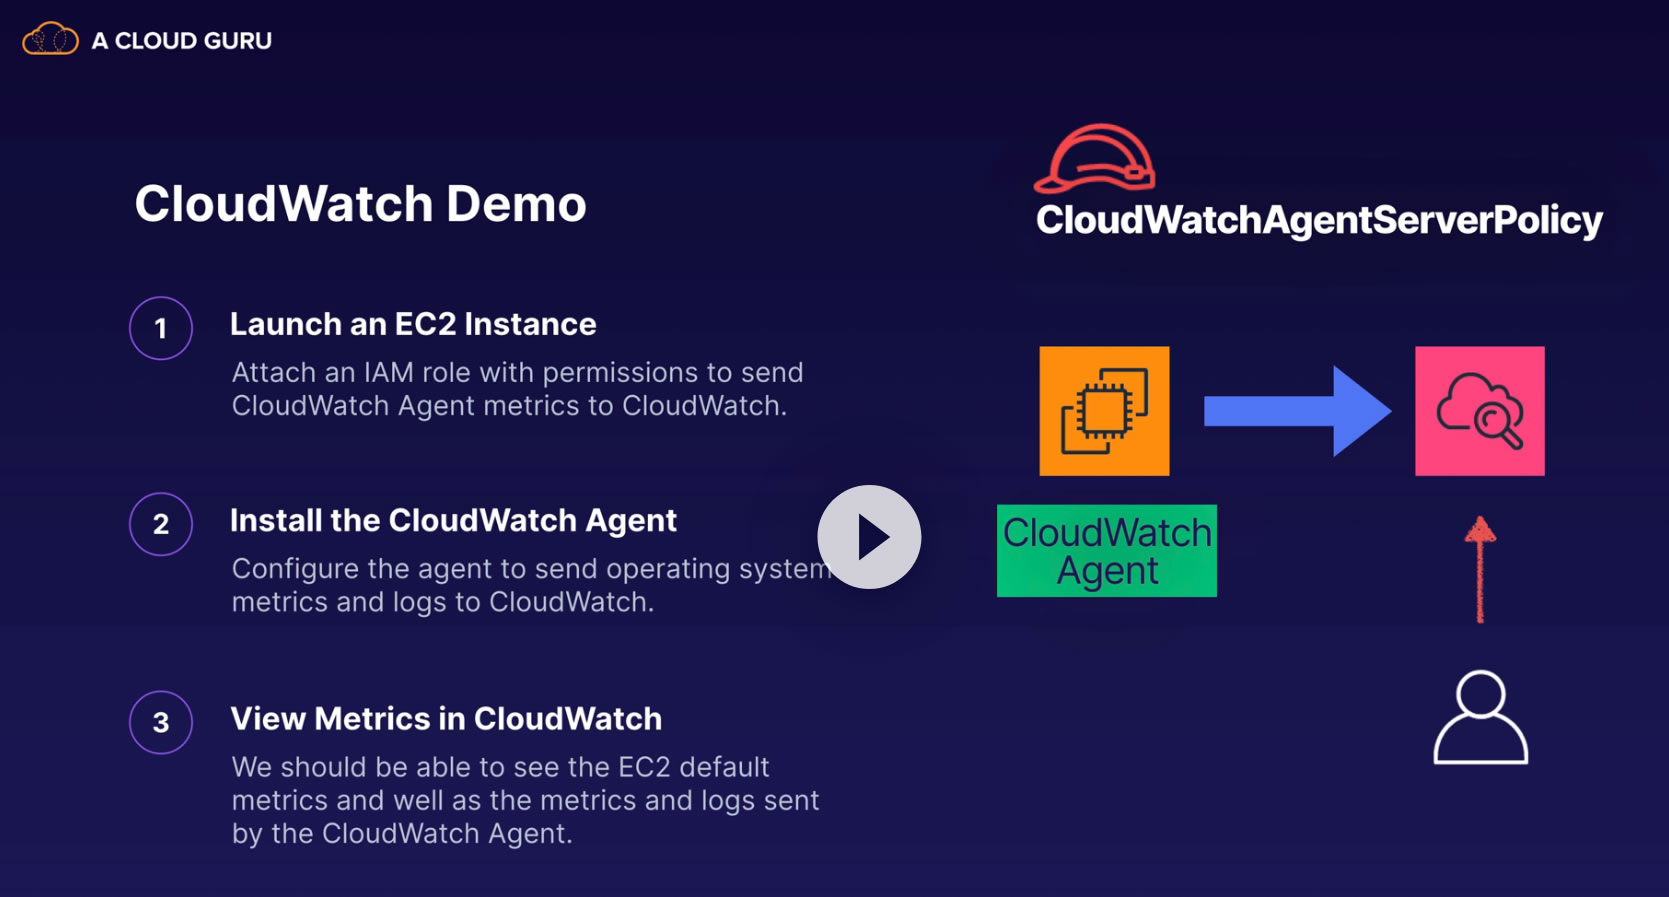 A CLOUD GURU
CloudWatch Demo
1
Launch an EC2 Instance
Attach an IAM role with permissions to send
CloudWatch Agent metrics to CloudWatch.
2
Install the CloudWatch Agent
Configure the agent to send operating system
metrics and logs to CloudWatch.
3
View Metrics in CloudWatch
We should be able to see the EC2 default
metrics and well as the metrics and logs sent
by the CloudWatch Agent.
CloudWatchAgentServerPolicy
CloudWatch
Agent